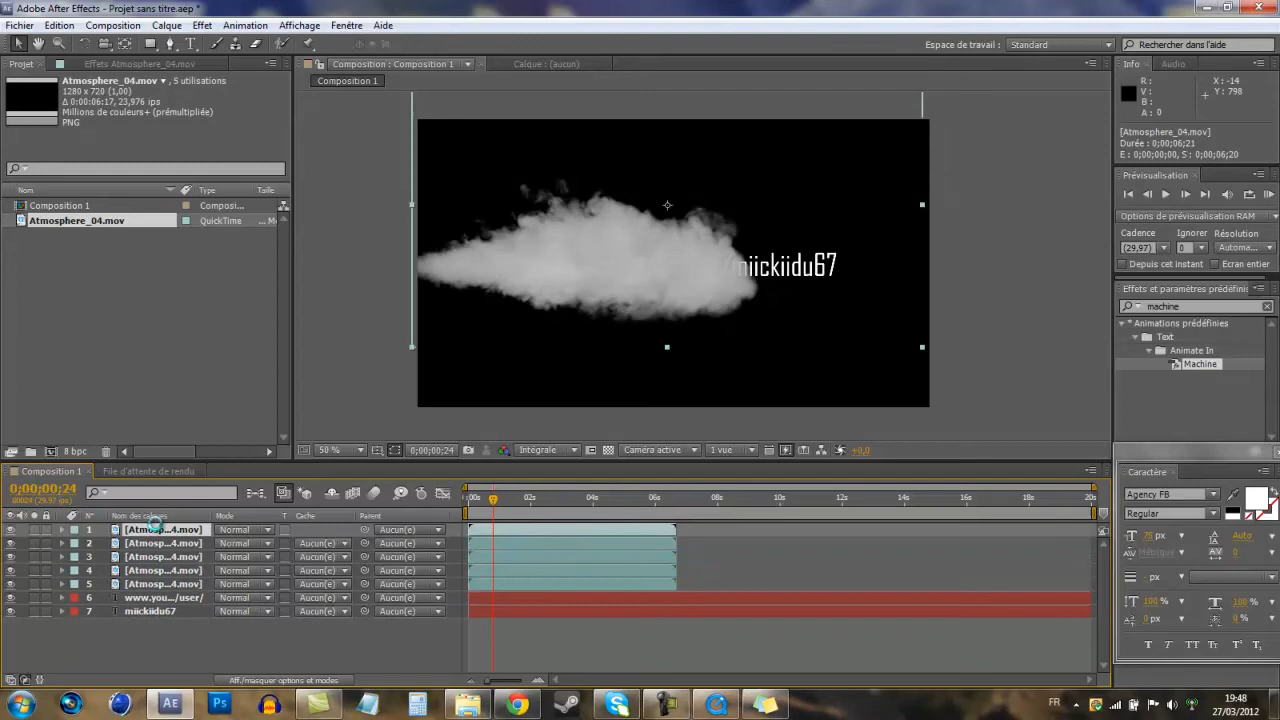 Adobe After Effects - Projet sans titre.aep *
Fichier Edition Composition Calque Effet Animation Affichage Fenêtre Aide
Espace de travail : Standard Rechercher dans l'aide
Projet Effets Atmosphere_04.mov
Atmosphere_04.mov , 5 utilisations
1280 x 720 (1,00)
Δ 0:00:06:17, 23,976 ips
Millions de couleurs+ (prémultipliée)
PNG
Nom Type Taille
Composition 1 Composi...
Atmosphere_04.mov QuickTime ... M
8 bpc
Composition : Composition 1 Calque : (aucun)
Composition 1
miickiidu67
50 % 0;00;00;24 Intégrale Caméra active 1 vue +0,0
Info Audio
R : X : -14
V : Y : 798
B :
A : 0
[Atmosphere_04.mov]
Durée : 0;00;06;21
E : 0;00;00;00, S : 0;00;06;20
Prévisualisation
Options de prévisualisation RAM
Cadence Ignorer Résolution
(29,97) 0 Automa...
Depuis cet instant Ecran entier
Effets et paramètres prédéfinis
machine
* Animations prédéfinies
Text
Animate In
Machine
Composition 1 File d'attente de rendu
0;00;00;24
00024 (29.97 ips)
N° Nom des calques Mode T Cache Parent
:00s 02s 04s 06s 08s 10s 12s 14s 16s 18s 20s
1 [Atmosp...4.mov] Normal Aucun(e)
2 [Atmosp...4.mov] Normal Aucun(e) Aucun(e)
3 [Atmosp...4.mov] Normal Aucun(e) Aucun(e)
4 [Atmosp...4.mov] Normal Aucun(e) Aucun(e)
5 [Atmosp...4.mov] Normal Aucun(e) Aucun(e)
6 T www.you.../user/ Normal Aucun(e) Aucun(e)
7 T miickiidu67 Normal Aucun(e) Aucun(e)
Aff./masquer options et modes
Caractère
Agency FB
Regular
75 px Auto
Métrique 0
px
100 % 100 %
0 px 0 %
T T TT Tr T¹ T₁
FR 19:48
27/03/2012